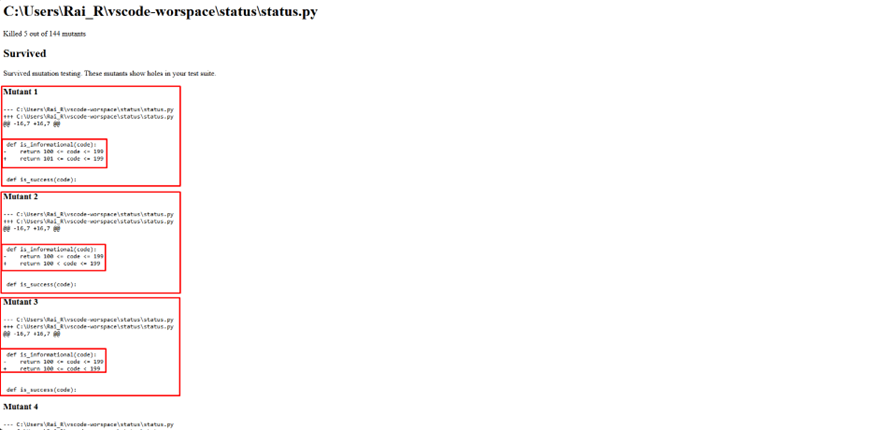 C:\Users\Rai_R\vscode-worspace\status\status.py
Killed 5 out of 144 mutants
Survived
Survived mutation testing. These mutants show holes in your test suite.
Mutant 1
--- C:\Users\Rai_R\vscode-worspace\status\status.py
+++ C:\Users\Rai_R\vscode-worspace\status\status.py
@@ -16,7 +16,7 @@
def is_informational(code):
-    return 100 <= code <= 199
+    return 101 <= code <= 199
def is_success(code):
Mutant 2
--- C:\Users\Rai_R\vscode-worspace\status\status.py
+++ C:\Users\Rai_R\vscode-worspace\status\status.py
@@ -16,7 +16,7 @@
def is_informational(code):
-    return 100 <= code <= 199
+    return 100 < code <= 199
def is_success(code):
Mutant 3
--- C:\Users\Rai_R\vscode-worspace\status\status.py
+++ C:\Users\Rai_R\vscode-worspace\status\status.py
@@ -16,7 +16,7 @@
def is_informational(code):
-    return 100 <= code <= 199
+    return 100 <= code < 199
def is_success(code):
Mutant 4
--- C:\Users\Rai_R\vscode-worspace\status\status.py